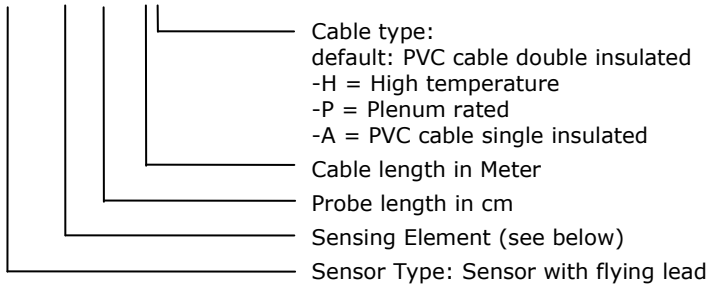 Cable type:
default: PVC cable double insulated
-H = High temperature
-P = Plenum rated
-A = PVC cable single insulated
Cable length in Meter
Probe length in cm
Sensing Element (see below)
Sensor Type: Sensor with flying lead